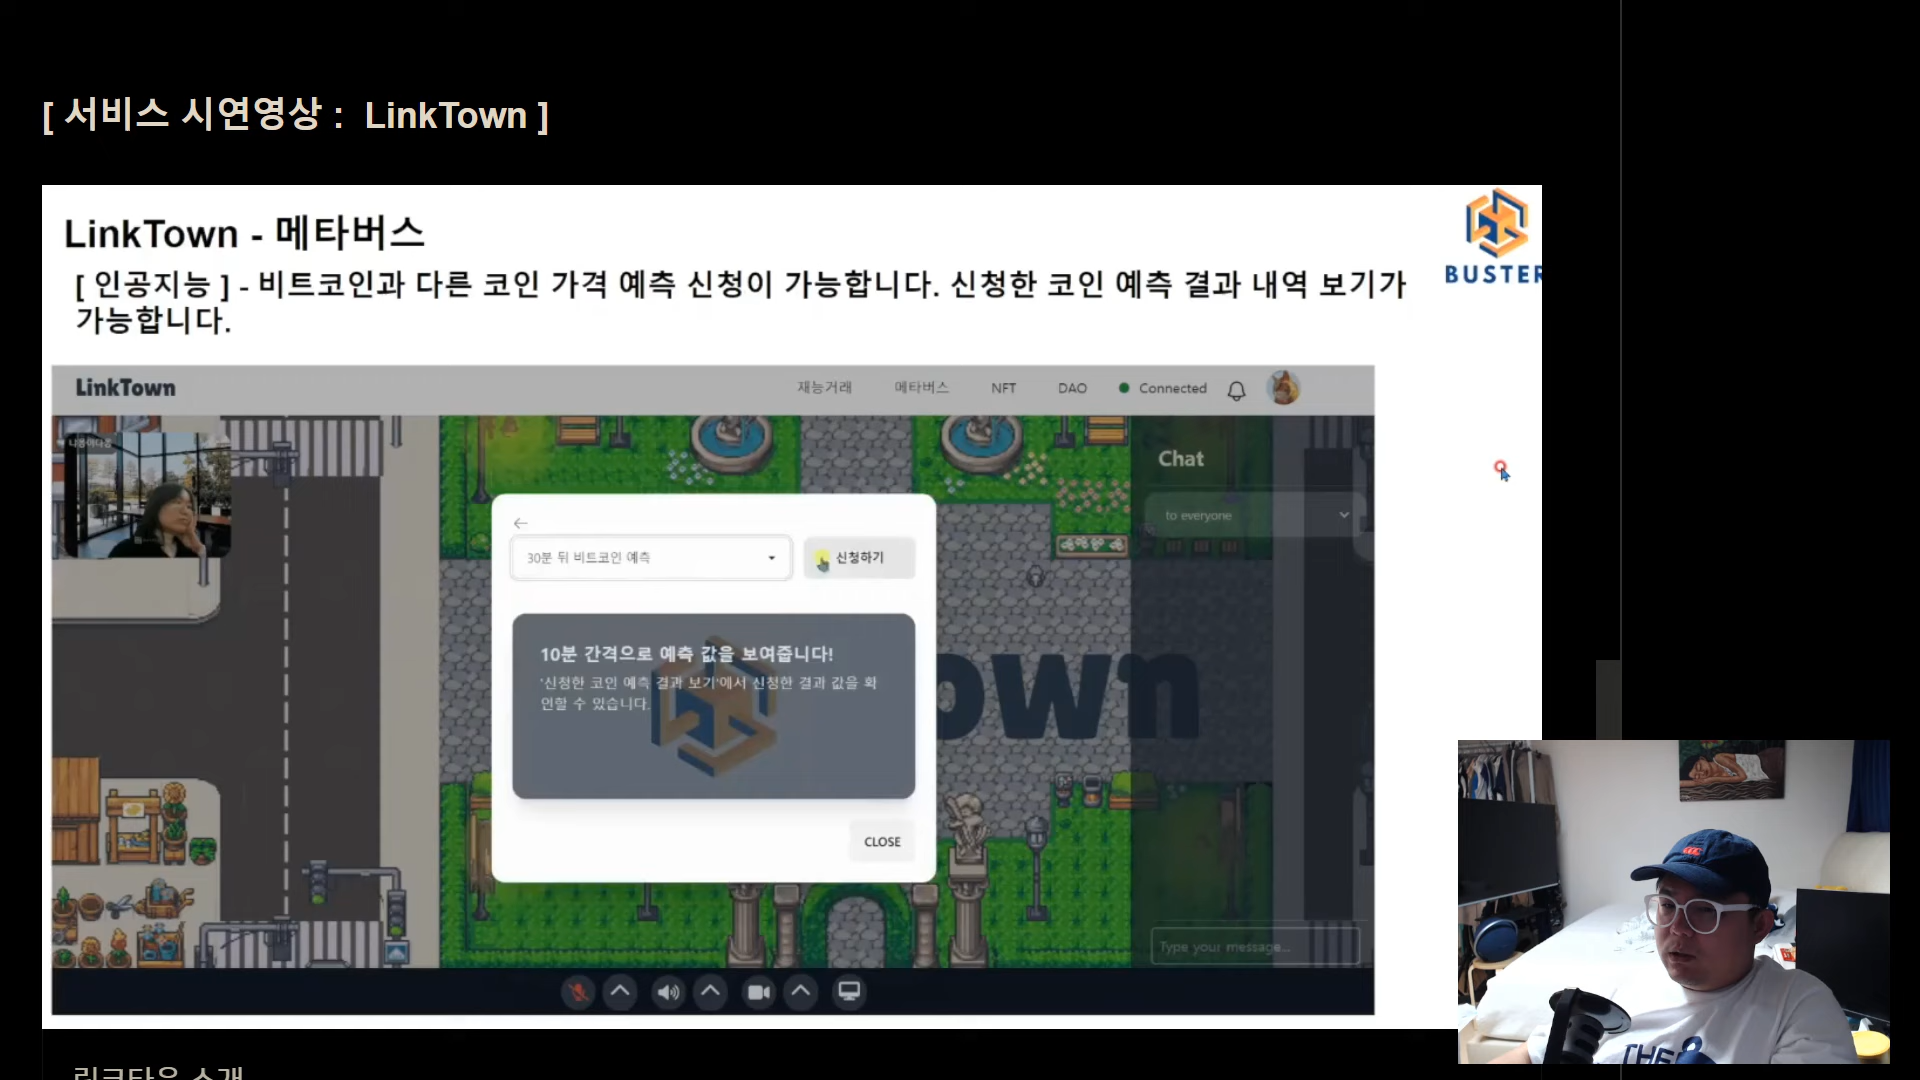 [ 서비스 시연영상 : LinkTown ]
LinkTown - 메타버스
[ 인공지능 ] - 비트코인과 다른 코인 가격 예측 신청이 가능합니다. 신청한 코인 예측 결과 내역 보기가
가능합니다.
BUSTER
LinkTown
재능거래 메타버스 NFT DAO Connected
Chat
to everyone
30분 뒤 비트코인 예측
신청하기
10분 간격으로 예측 값을 보여줍니다!
'신청한 코인 예측 결과 보기'에서 신청한 결과 값을 확
인할 수 있습니다.
own
CLOSE
Type your message...
THE
링크타운 소개